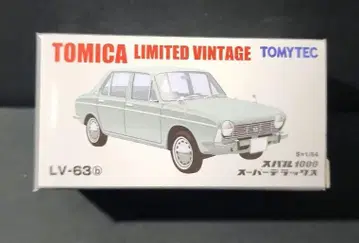 TOMICA LIMITED VINTAGE TOMYTEC
S=1/64
LV-63ⓑ スバル 1000
スーパーデラックス